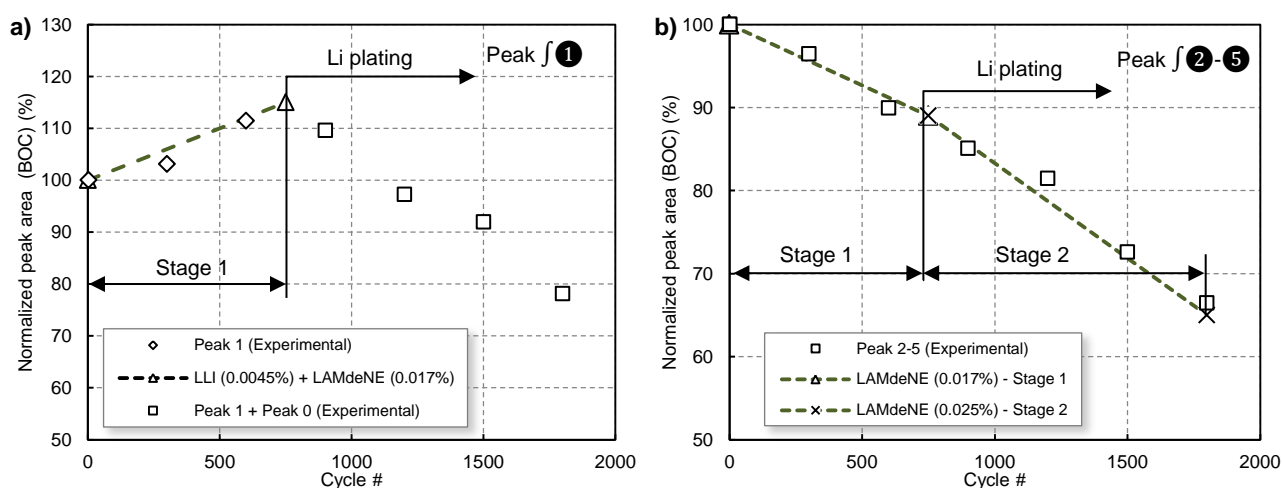 a)
130
120
110
100
90
80
70
60
50
0
500
1000
1500
2000
Normalized peak area (BOC) (%)
Cycle #
Peak ∫ ❶
Li plating
Stage 1
Peak 1 (Experimental)
LLI (0.0045%) + LAMdeNE (0.017%)
Peak 1 + Peak 0 (Experimental)
b)
100
90
80
70
60
50
0
500
1000
1500
2000
Normalized peak area (BOC) (%)
Cycle #
Peak ∫ ❷-❺
Li plating
Stage 1
Stage 2
Peak 2-5 (Experimental)
LAMdeNE (0.017%) - Stage 1
LAMdeNE (0.025%) - Stage 2